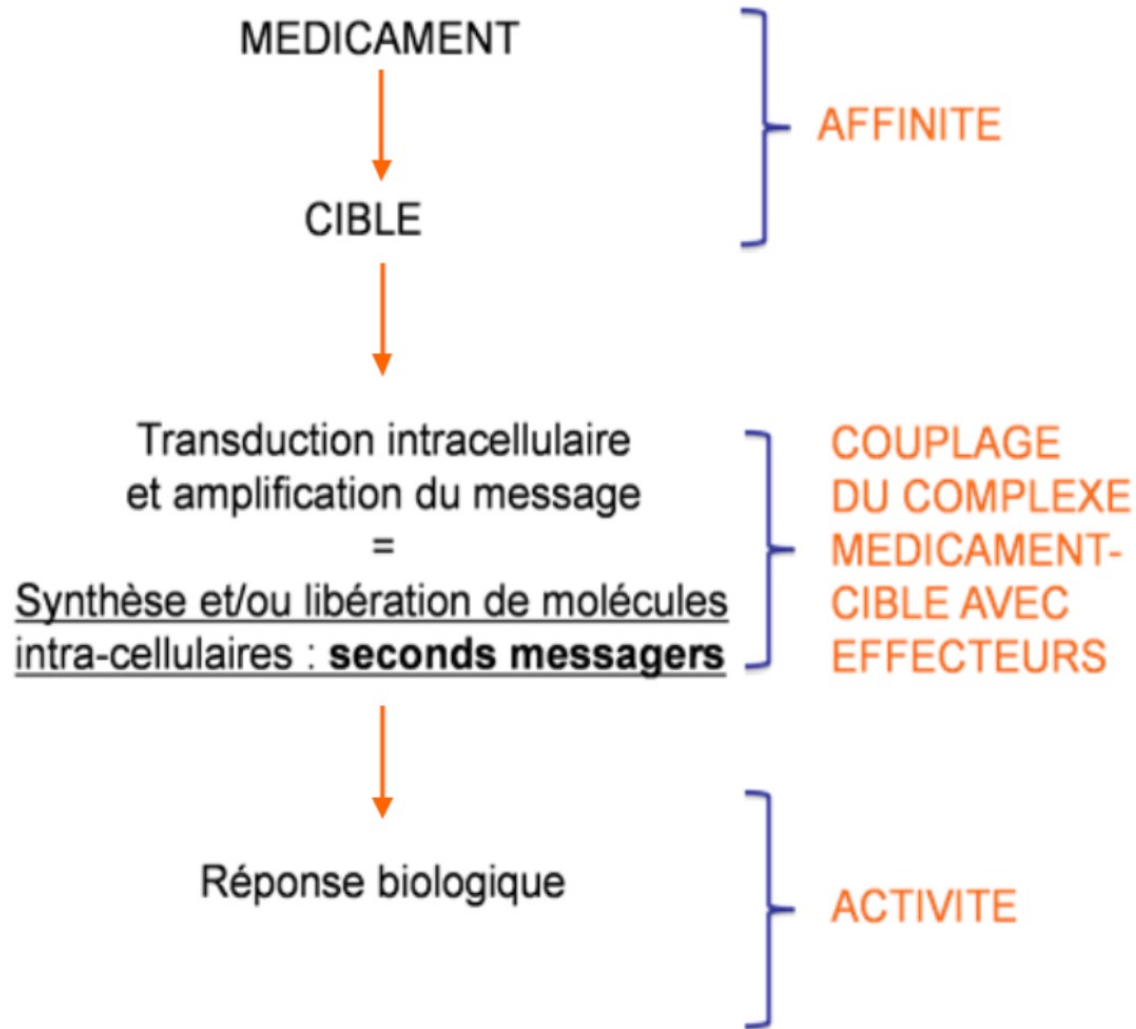 MEDICAMENT
AFFINITE
CIBLE
Transduction intracellulaire
et amplification du message
=
Synthèse et/ou libération de molécules
intra-cellulaires : seconds messagers
COUPLAGE
DU COMPLEXE
MEDICAMENT-
CIBLE AVEC
EFFECTEURS
Réponse biologique
ACTIVITE